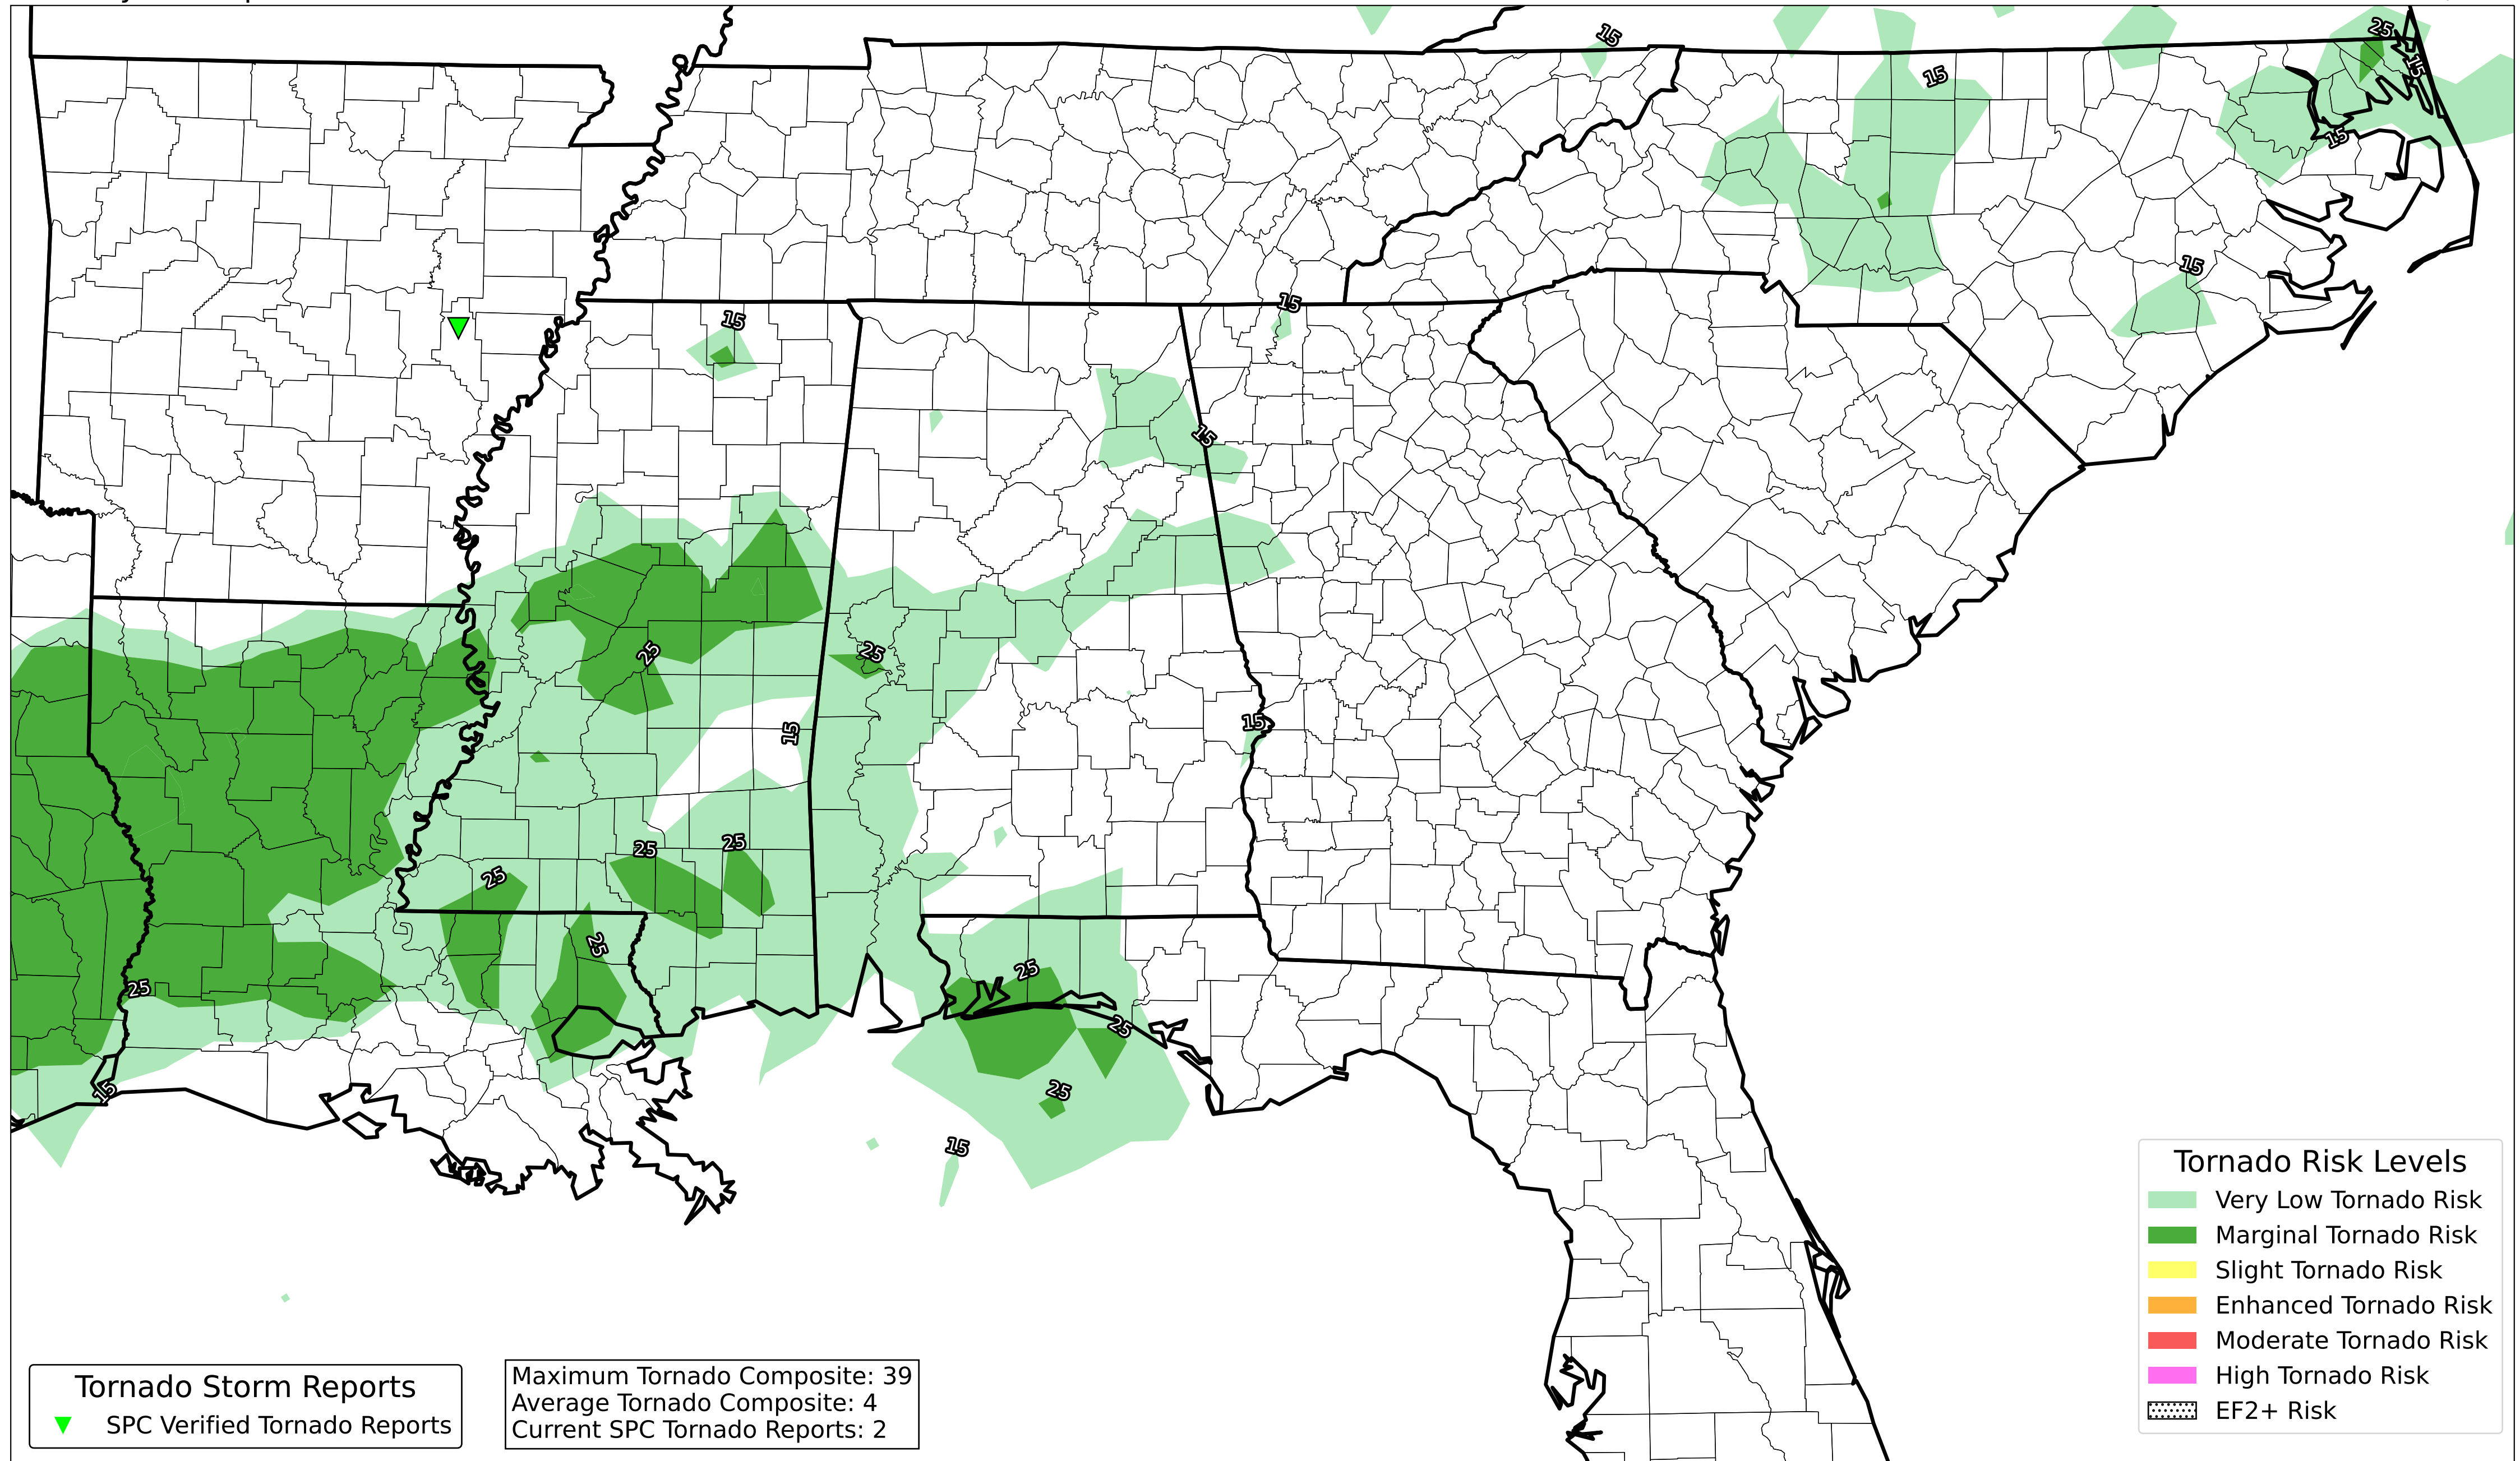 15
25
15
15
15
15
15
15
15
25
25
15
15
25
25
25
25
25
25
25
15
25
15
Tornado Risk Levels
Very Low Tornado Risk
Marginal Tornado Risk
Slight Tornado Risk
Enhanced Tornado Risk
Moderate Tornado Risk
High Tornado Risk
EF2+ Risk
Tornado Storm Reports
SPC Verified Tornado Reports
Maximum Tornado Composite: 39
Average Tornado Composite: 4
Current SPC Tornado Reports: 2